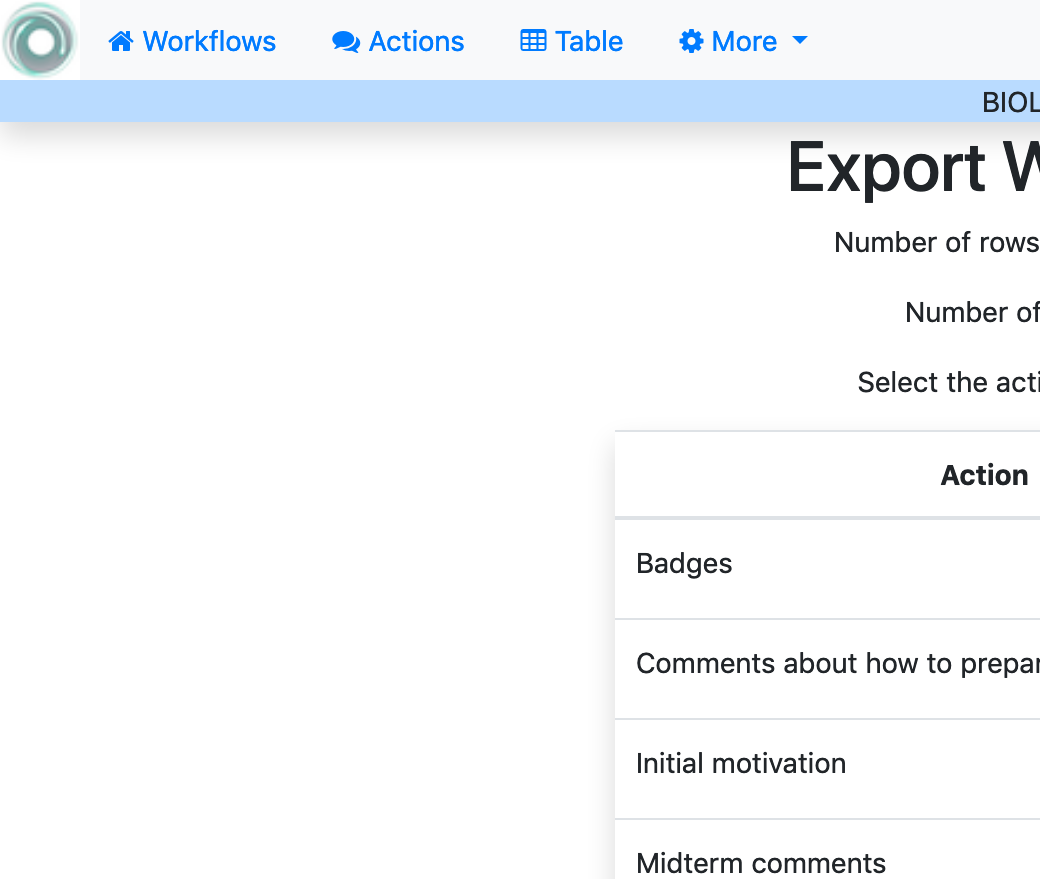 Workflows Actions Table More
BIOL
Export W
Number of rows
Number of
Select the acti
Action
Badges
Comments about how to prepar
Initial motivation
Midterm comments